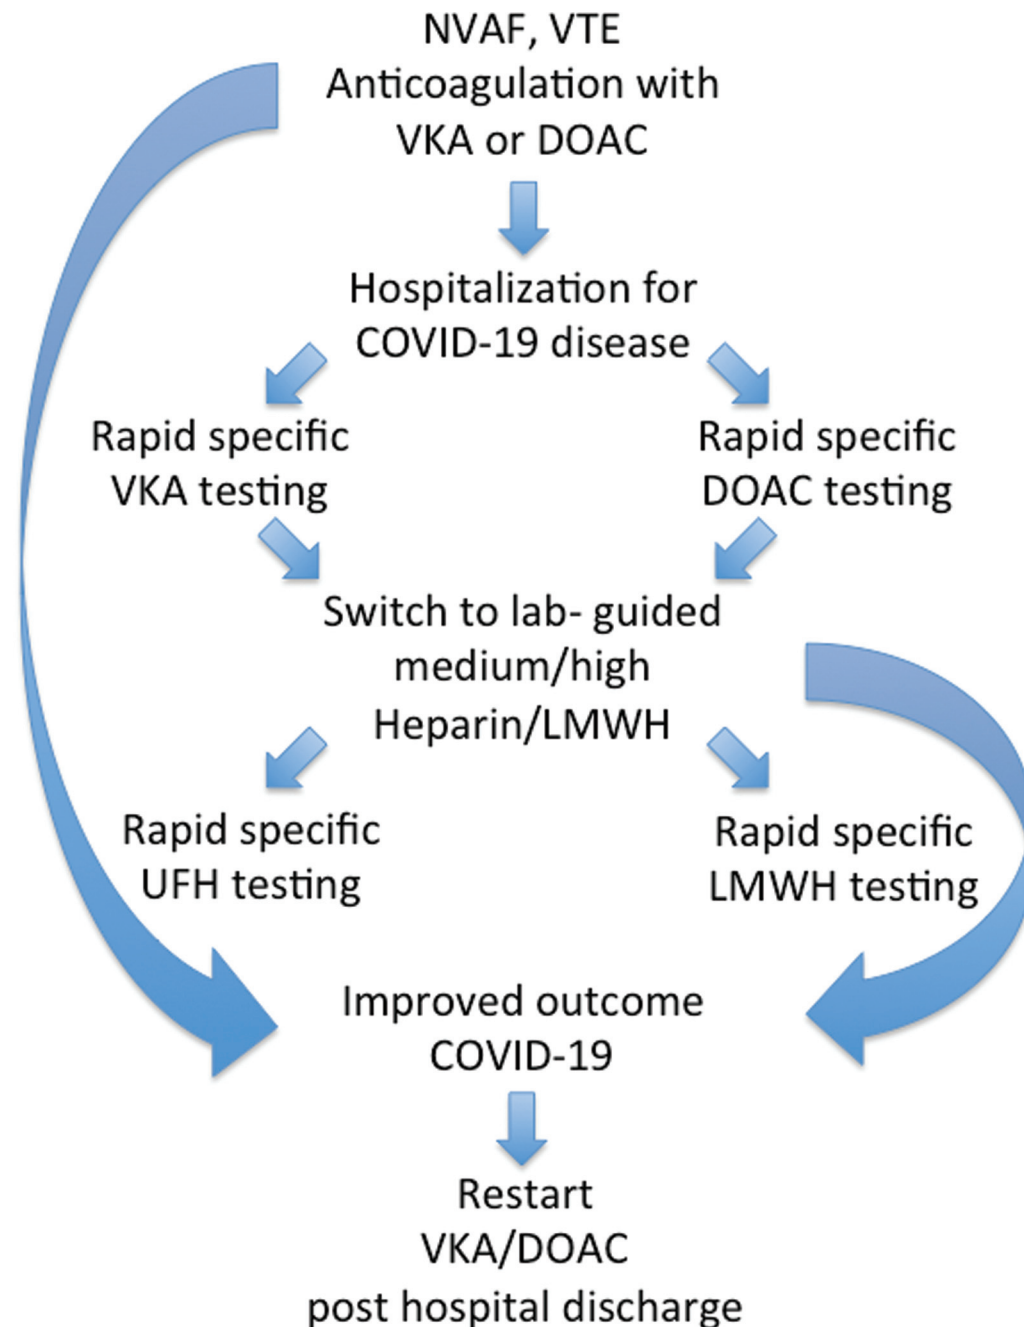 NVAF, VTE
Anticoagulation with
VKA or DOAC
Hospitalization for
COVID-19 disease
Rapid specific
VKA testing
Rapid specific
DOAC testing
Switch to lab- guided
medium/high
Heparin/LMWH
Rapid specific
UFH testing
Rapid specific
LMWH testing
Improved outcome
COVID-19
Restart
VKA/DOAC
post hospital discharge